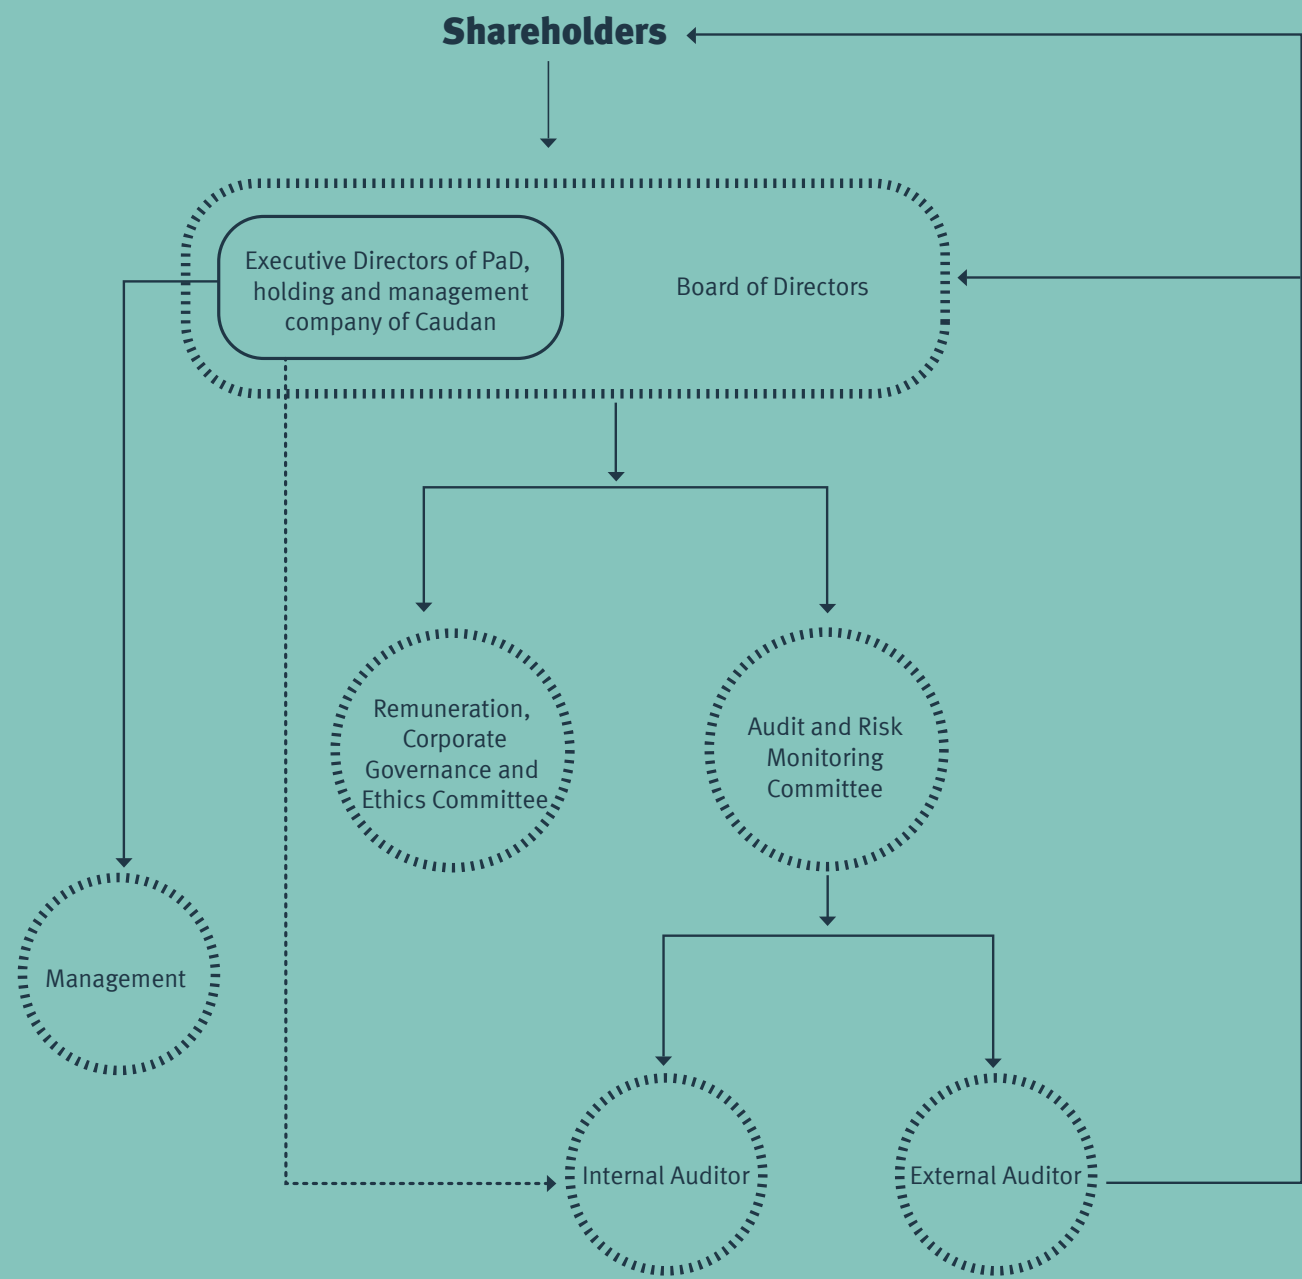 Shareholders
Executive Directors of PaD,
holding and management
company of Caudan
Board of Directors
Remuneration,
Corporate
Governance and
Ethics Committee
Audit and Risk
Monitoring
Committee
Management
Internal Auditor
External Auditor